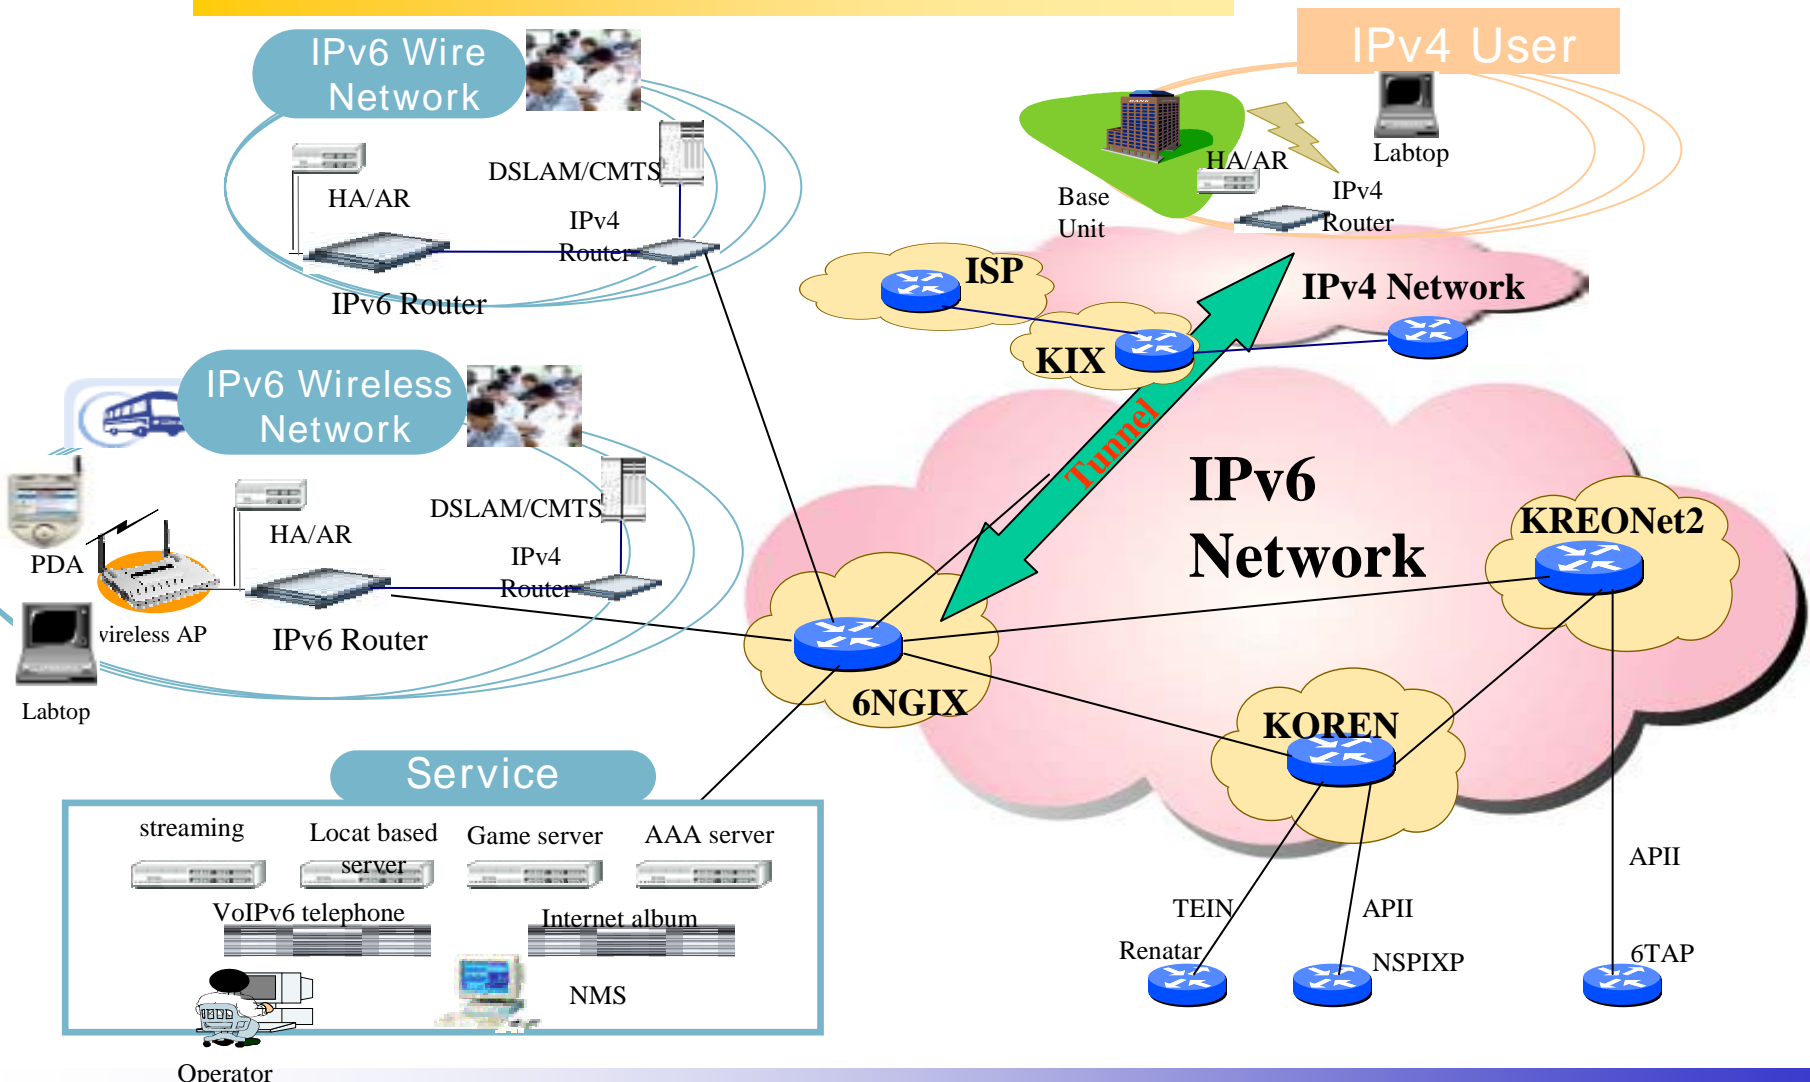 IPv6 Wire
Network
HA/AR
DSLAM/CMTS
IPv4
Router
IPv6 Router
IPv4 User
BANK
HA/AR
Labtop
Base
Unit
IPv4
Router
ISP
KIX
IPv4 Network
Tunnel
IPv6 Wireless
Network
PDA
HA/AR
DSLAM/CMTS
IPv4
Router
wireless AP
IPv6 Router
Labtop
IPv6
Network
KREONet2
6NGIX
KOREN
Service
streaming
Locat based
server
Game server
AAA server
VoIPv6 telephone
Internet album
NMS
Operator
TEIN
APII
APII
Renatar
NSPIXP
6TAP